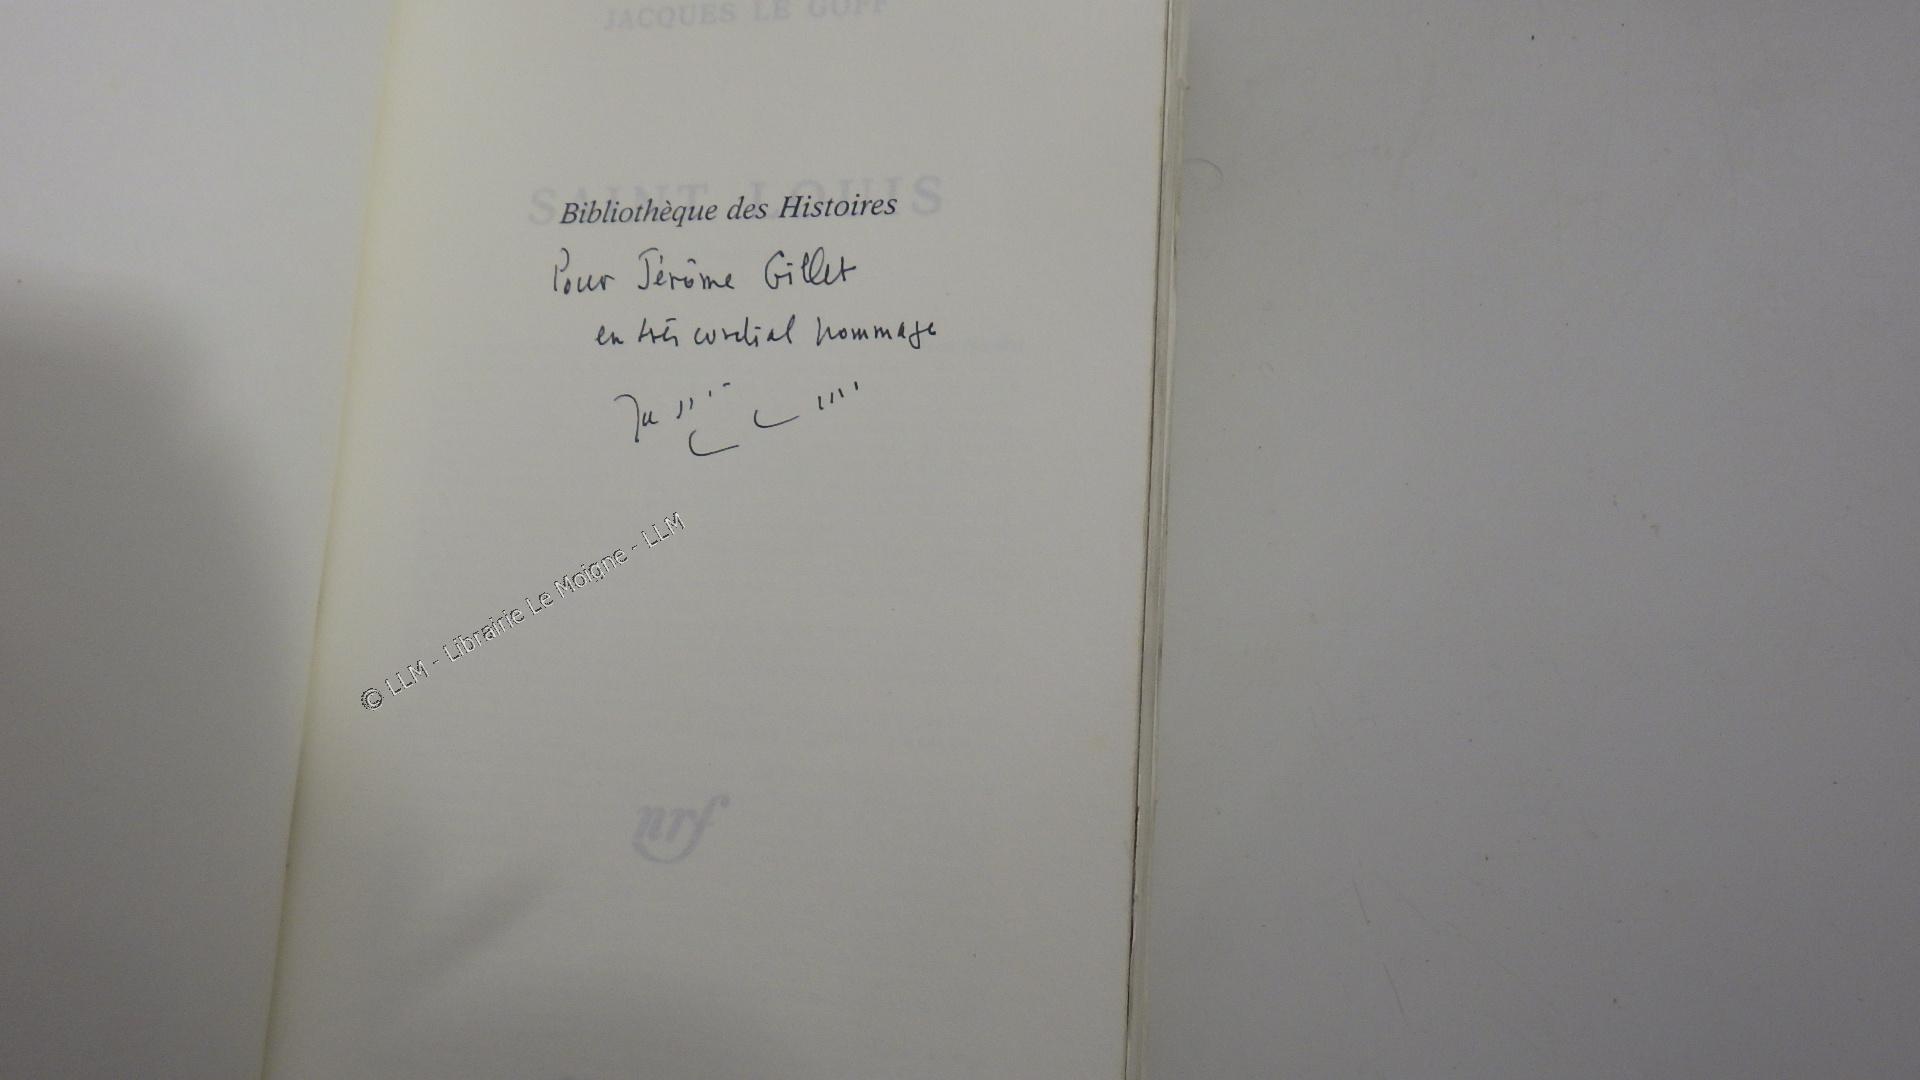 JACQUES LE GOFF
SAINT LOUIS
Bibliothèque des Histoires
Pour Jérôme Gillet
en très cordial hommage
© LLM - Librairie Le Moigne - LLM
nrf